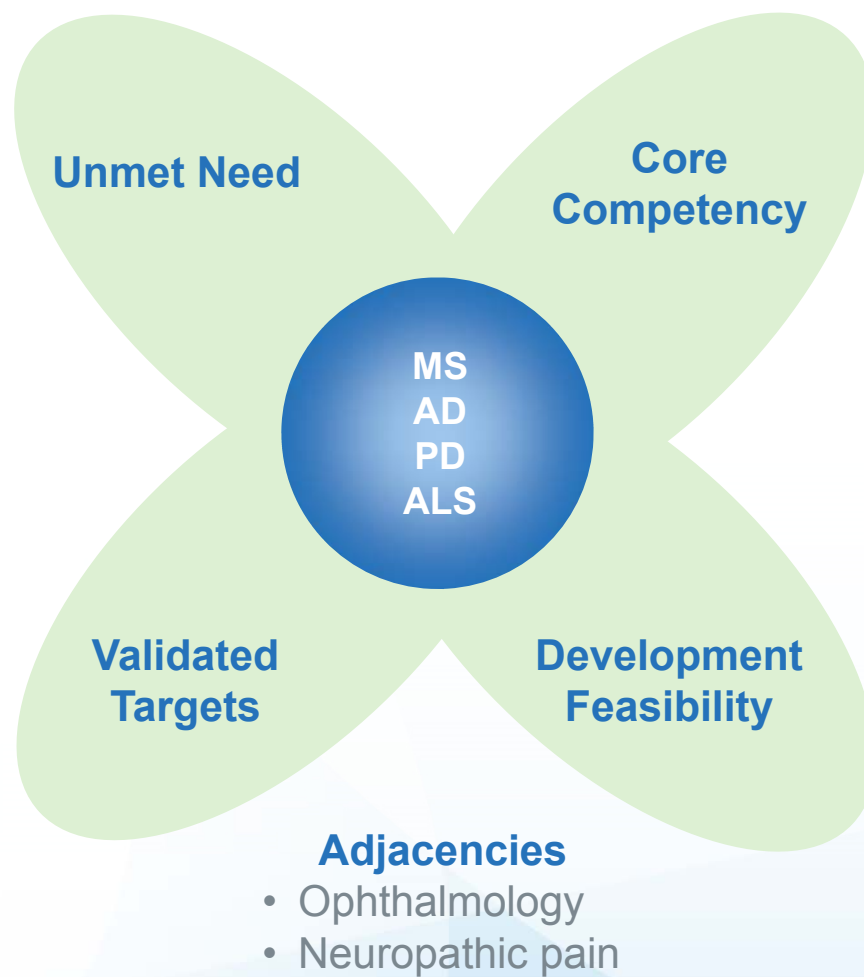 Unmet Need
Core
Competency
MS
AD
PD
ALS
Validated
Targets
Development
Feasibility
Adjacencies
• Ophthalmology
• Neuropathic pain